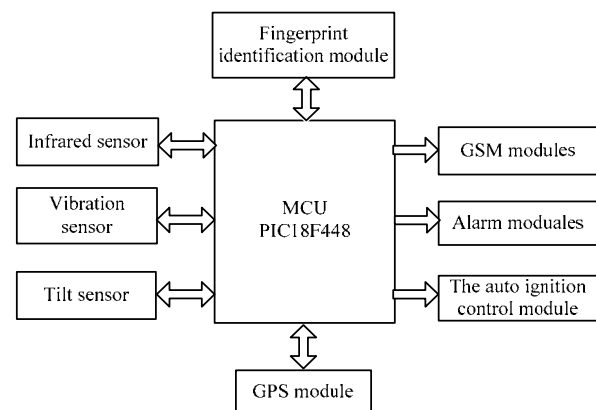 Fingerprint
identification module
Infrared sensor
GSM modules
Vibration
sensor
MCU
PIC18F448
Alarm moduales
Tilt sensor
The auto ignition
control module
GPS module